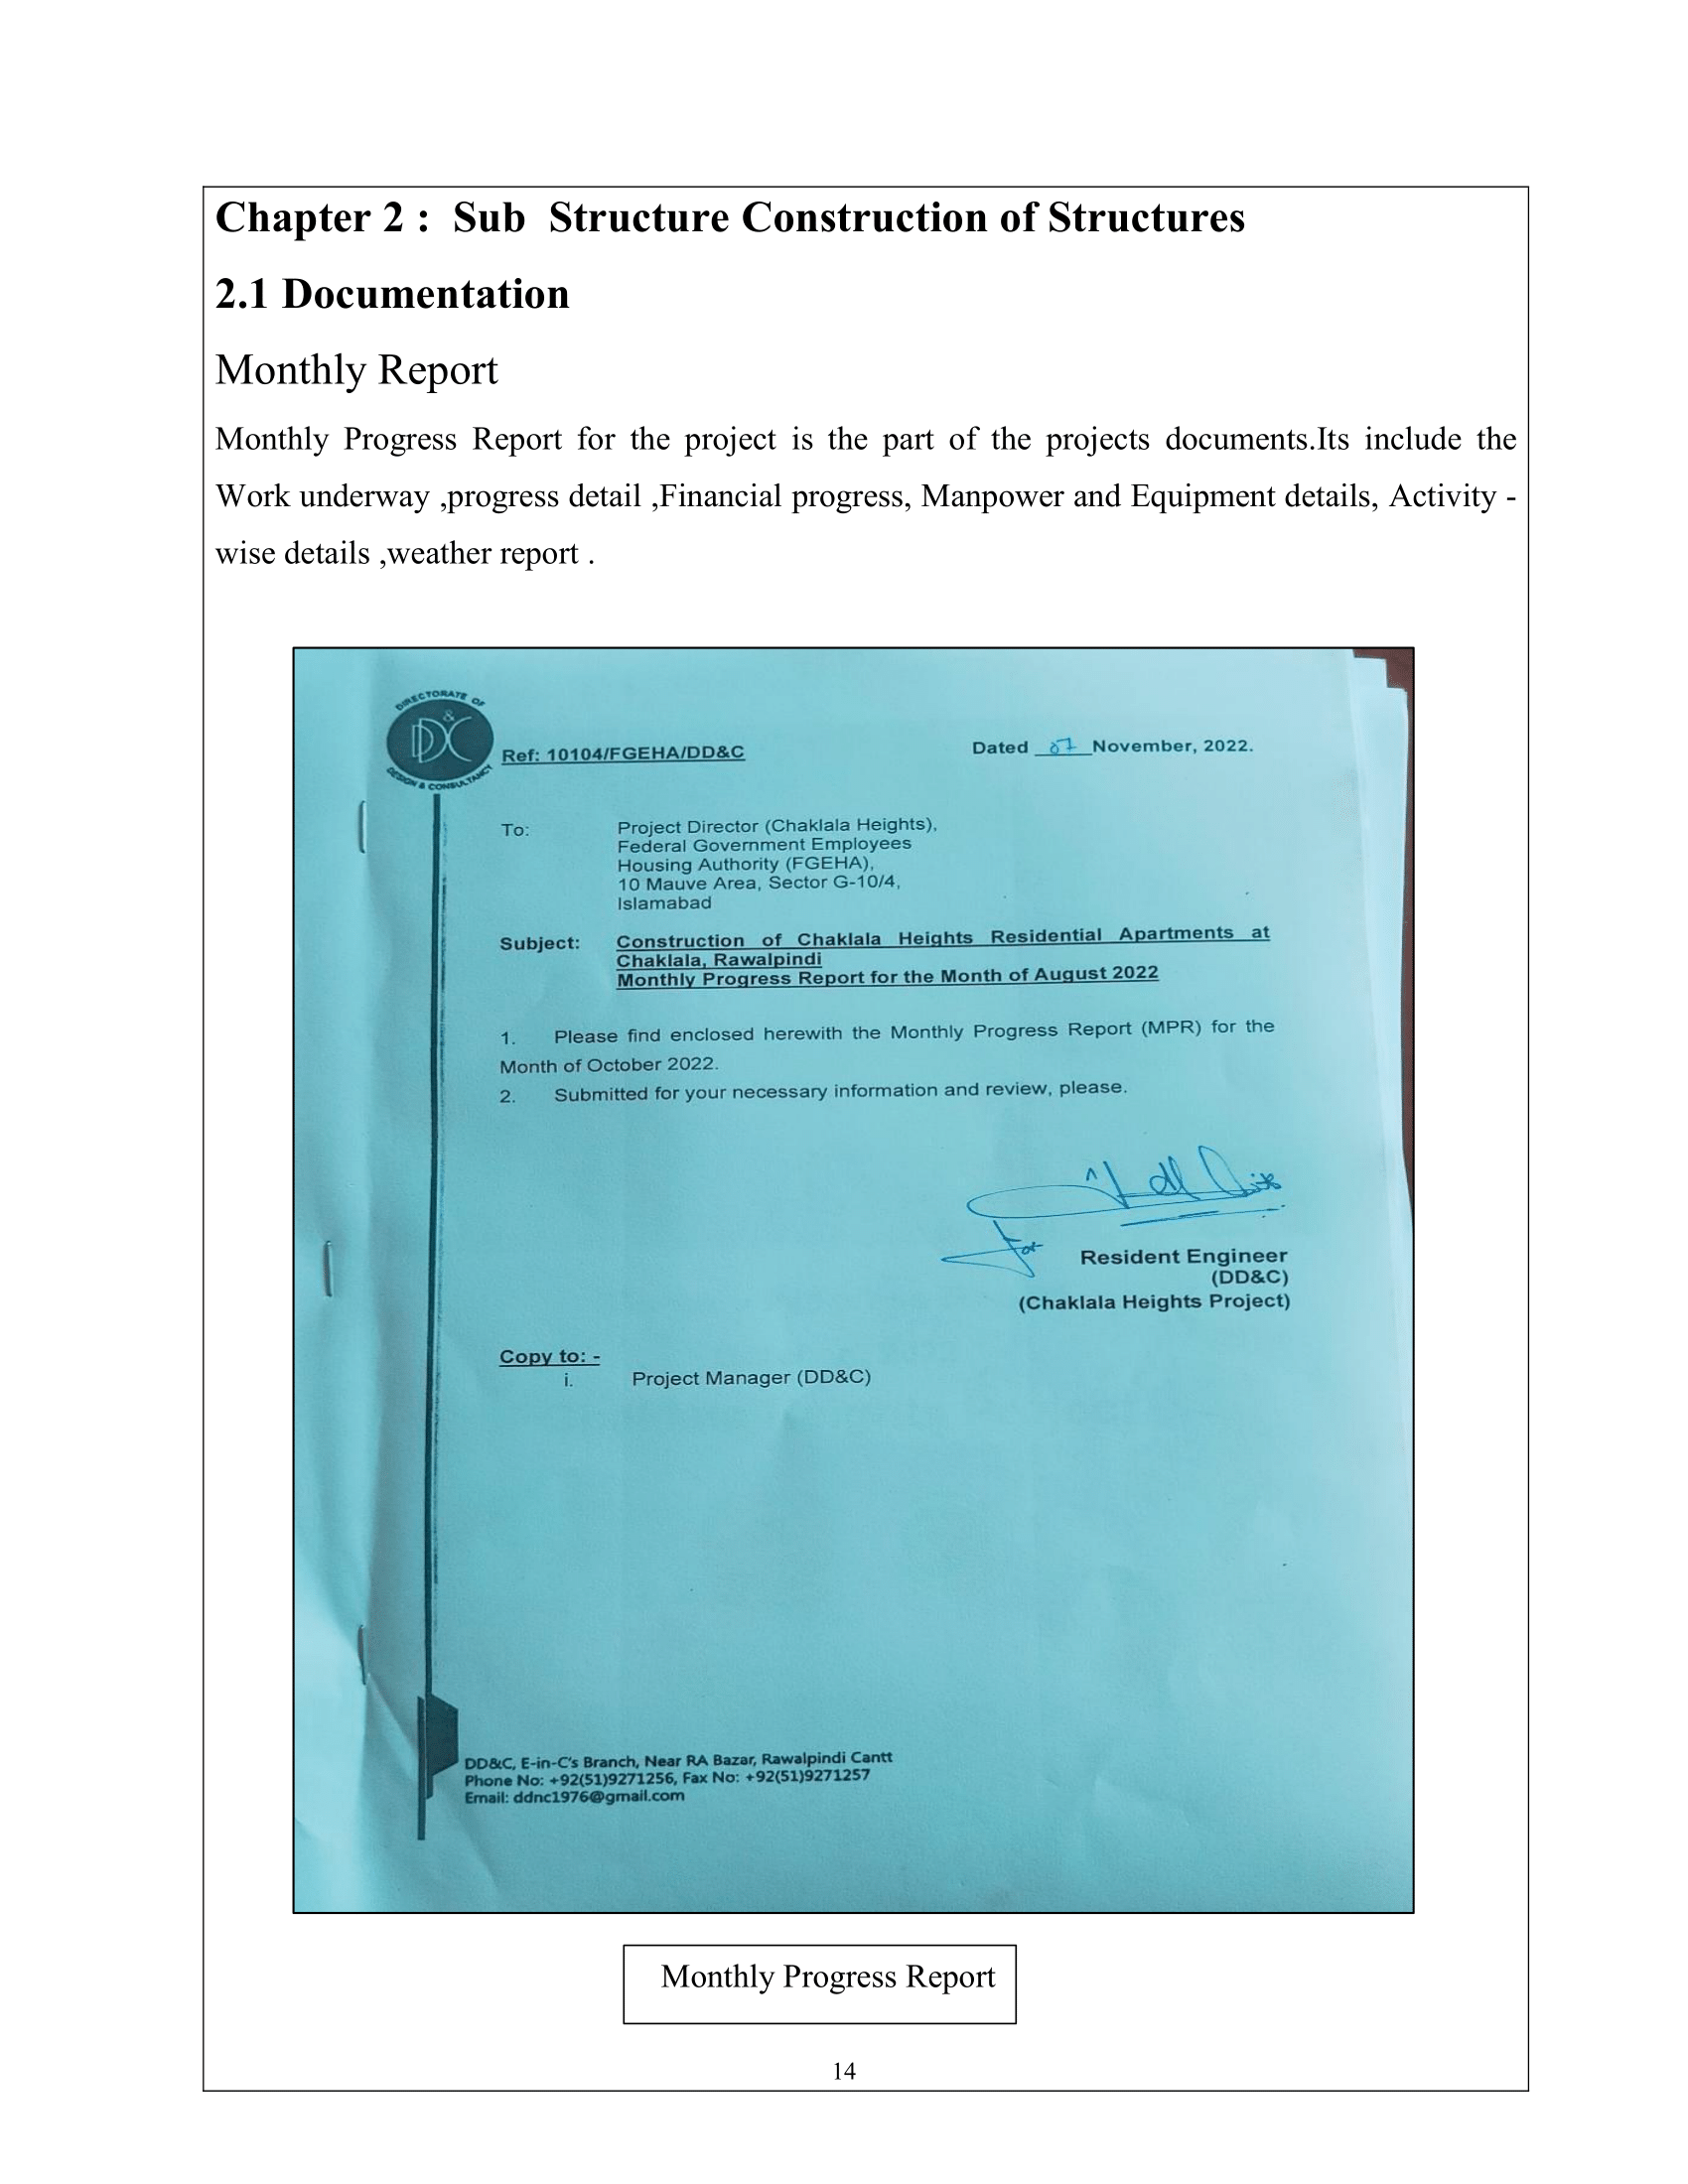 Chapter 2 :  Sub  Structure Construction of Structures
2.1 Documentation
Monthly Report
Monthly Progress Report for the project is the part of the projects documents.Its include the
Work underway ,progress detail ,Financial progress, Manpower and Equipment details, Activity -
wise details ,weather report .
DIRECTORATE OF
DD&C
DESIGN & CONSULTANCY
Ref: 10104/FGEHA/DD&C
Dated 07 November, 2022.
To: Project Director (Chaklala Heights),
Federal Government Employees
Housing Authority (FGEHA),
10 Mauve Area, Sector G-10/4,
Islamabad
Subject: Construction of Chaklala Heights Residential Apartments at
Chaklala, Rawalpindi
Monthly Progress Report for the Month of August 2022
1. Please find enclosed herewith the Monthly Progress Report (MPR) for the
Month of October 2022.
2. Submitted for your necessary information and review, please.
for
Resident Engineer
(DD&C)
(Chaklala Heights Project)
Copy to: -
i. Project Manager (DD&C)
DD&C, E-in-C's Branch, Near RA Bazar, Rawalpindi Cantt
Phone No: +92(51)9271256, Fax No: +92(51)9271257
Email: ddnc1976@gmail.com
Monthly Progress Report
14